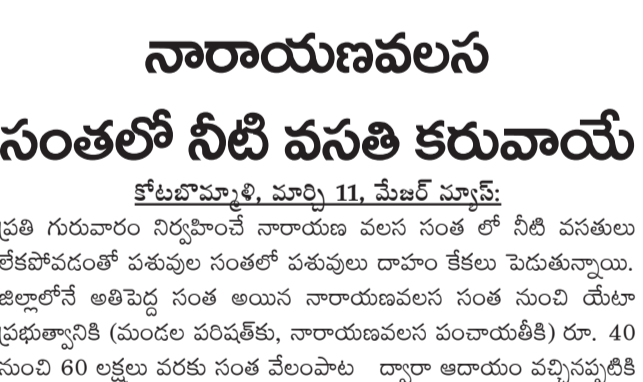 నారాయణవలస
సంతలో నీటి వసతి కరువాయే
కోటబొమ్మాళి, మార్చి 11, మేజర్ న్యూస్:
ప్రతి గురువారం నిర్వహించే నారాయణ వలస సంత లో నీటి వసతులు
లేకపోవడంతో పశువుల సంతలో పశువులు దాహం కేకలు పెడుతున్నాయి.
జిల్లాలోనే అతిపెద్ద సంత అయిన నారాయణవలస సంత నుంచి యేటా
ప్రభుత్వానికి (మండల పరిషత్‌కు, నారాయణవలస పంచాయతీకి) రూ. 40
నుంచి 60 లక్షలు వరకు సంత వేలంపాట ద్వారా ఆదాయం వచ్చినప్పటికి